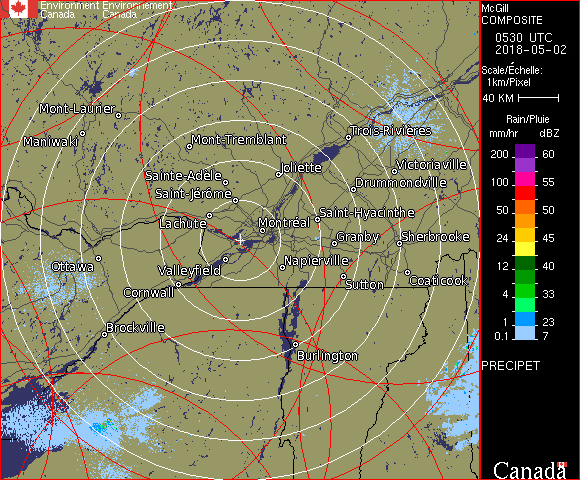 Environment Environnement
Canada Canada
McGill
COMPOSITE
0530 UTC
2018-05-02
Scale/Échelle:
1km/Pixel
40 KM
Rain/Pluie
mm/hr dBZ
200 60
150 55
100 55
50 50
24 45
12 40
4 33
1 23
0.1 7
PRECIPET
Canada
Mont-Laurier
Maniwaki
Mont-Tremblant
Trois-Rivières
Sainte-Adèle
Joliette
Victoriaville
Saint-Jérôme
Drummondville
Lachute
Montréal
Saint-Hyacinthe
Granby
Sherbrooke
Ottawa
Valleyfield
Napierville
Cornwall
Sutton
Coaticook
Brockville
Burlington